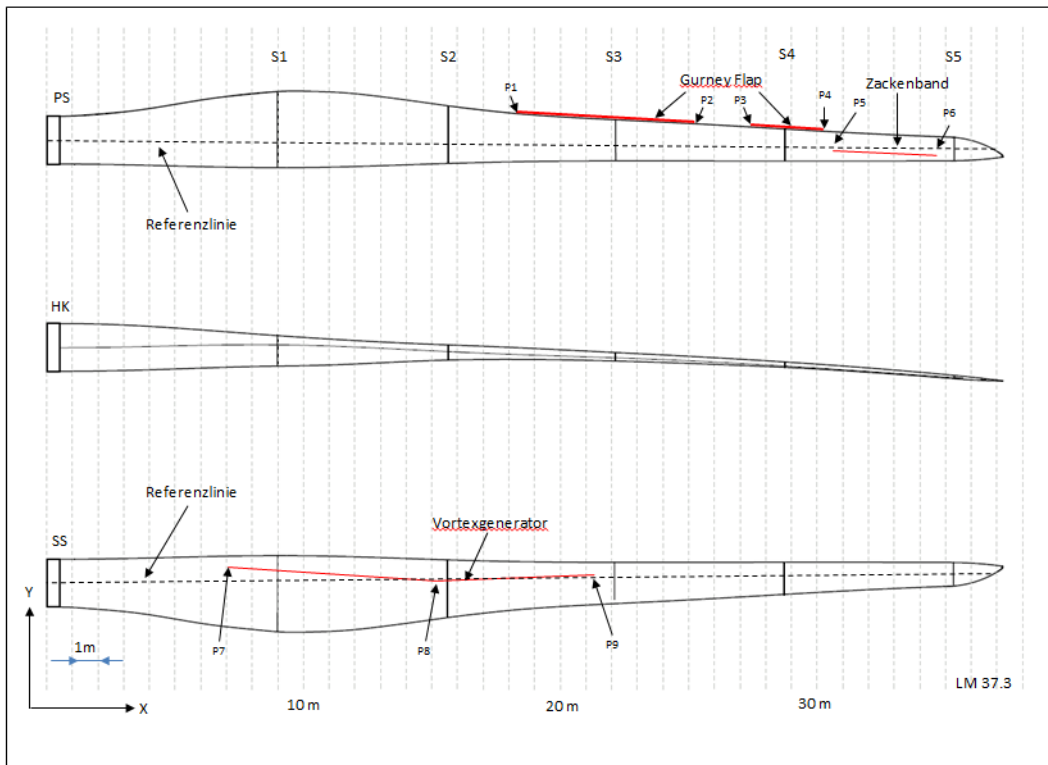 S1 S2 S3 S4 S5
PS P1 Gurney Flap P2 P3 P4 P5 Zackenband P6
Referenzlinie
HK
Referenzlinie
Vortexgenerator
SS
Y
P7 P8 P9
1m
LM 37.3
X 10 m 20 m 30 m